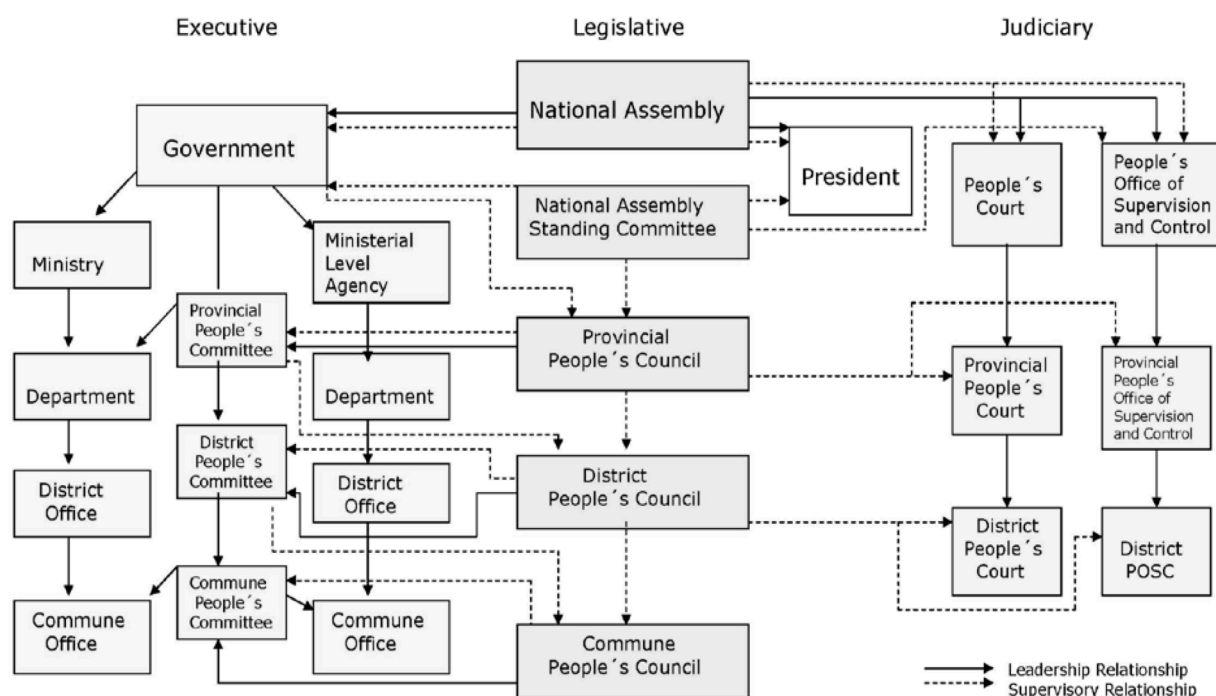 Executive
Legislative
Judiciary
National Assembly
Government
President
People´s
Court
People´s
Office of
Supervision
and Control
National Assembly
Standing Committee
Ministry
Ministerial
Level
Agency
Provincial
People´s
Committee
Provincial
People´s Council
Department
Department
Provincial
People´s
Court
Provincial
People´s
Office of
Supervision
and Control
District
People´s
Committee
District
Office
District
Office
District
People´s Council
District
People´s
Court
District
POSC
Commune
People´s
Committee
Commune
Office
Commune
Office
Commune
People´s Council
Leadership Relationship
Supervisory Relationship